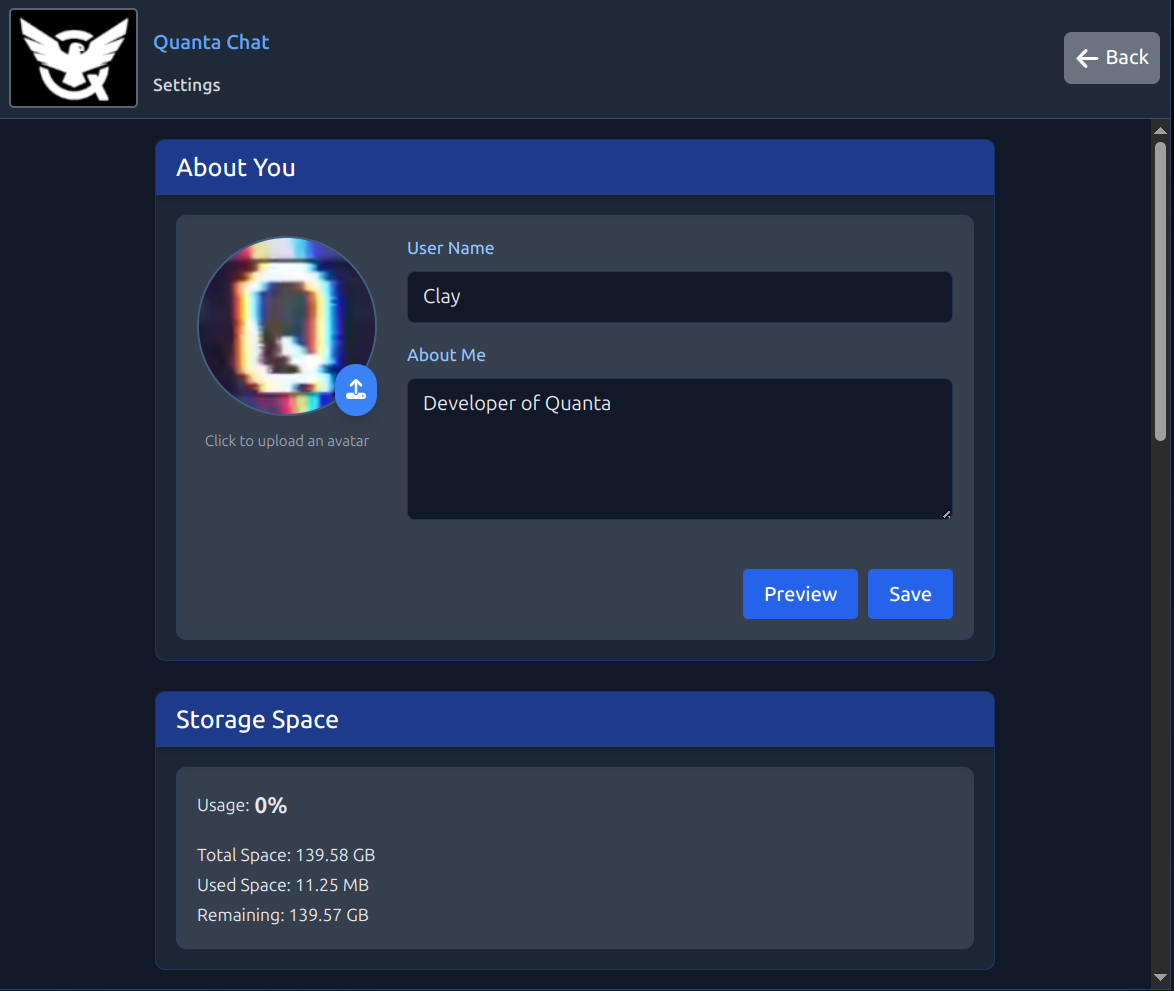 Quanta Chat
Settings
Back
About You
Q
User Name
Clay
About Me
Developer of Quanta
Click to upload an avatar
Preview
Save
Storage Space
Usage: 0%
Total Space: 139.58 GB
Used Space: 11.25 MB
Remaining: 139.57 GB